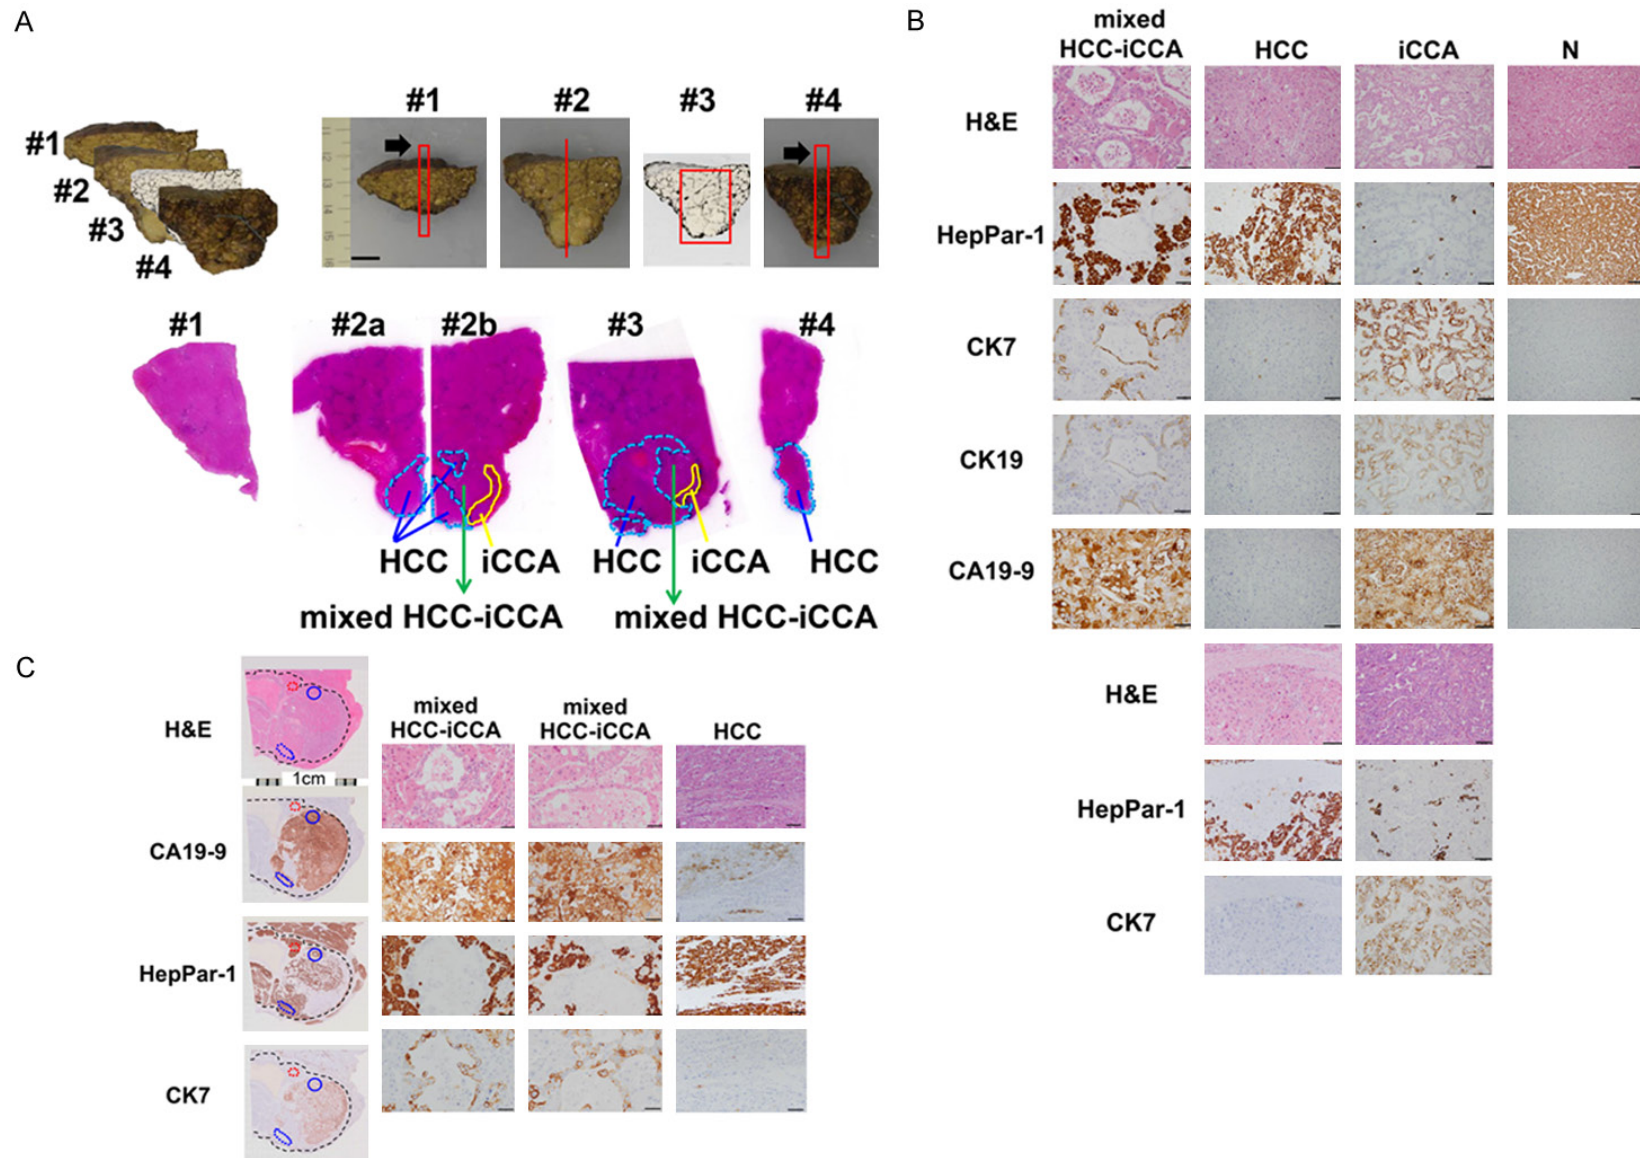 A
#1
#2
#3
#4
#1
#2
#3
#4
#1
#2a
#2b
#3
#4
HCC
iCCA
HCC
iCCA
HCC
mixed HCC-iCCA
mixed HCC-iCCA
B
mixed
HCC-iCCA
HCC
iCCA
N
H&E
HepPar-1
CK7
CK19
CA19-9
H&E
HepPar-1
CK7
C
mixed
HCC-iCCA
mixed
HCC-iCCA
HCC
H&E
1cm
CA19-9
HepPar-1
CK7